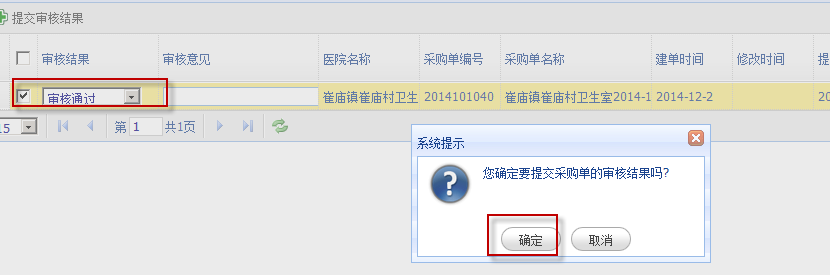 提交审核结果
审核结果 审核意见 医院名称 采购单编号 采购单名称 建单时间 修改时间 提
审核通过 崔庙镇崔庙村卫生 2014101040 崔庙镇崔庙村卫生室2014-1 2014-12-2 20
15 第 1 共1页
系统提示
您确定要提交采购单的审核结果吗?
确定 取消